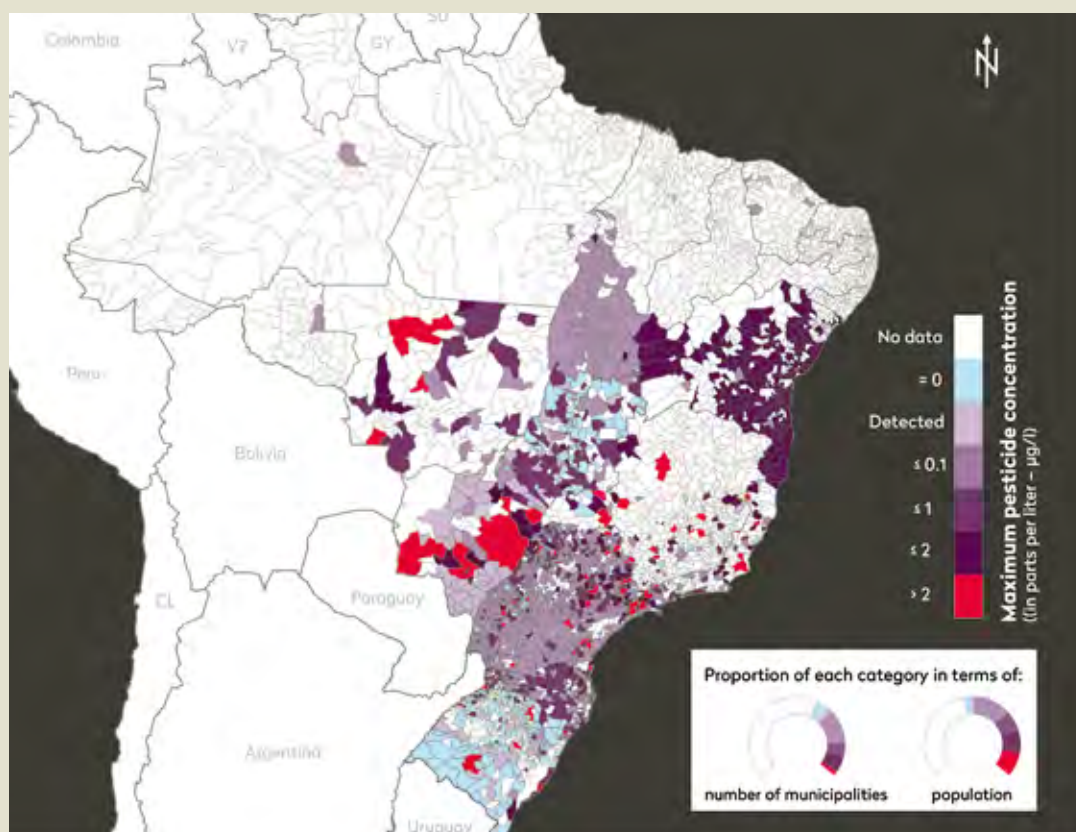 Colombia
VZ
GY
SU
N
Peru
Bolivia
CL
Paraguay
Argentina
Uruguay
No data
= 0
Detected
≤ 0.1
≤ 1
≤ 2
> 2
Maximum pesticide concentration
((in parts per liter – µg/l)
Proportion of each category in terms of:
number of municipalities
population